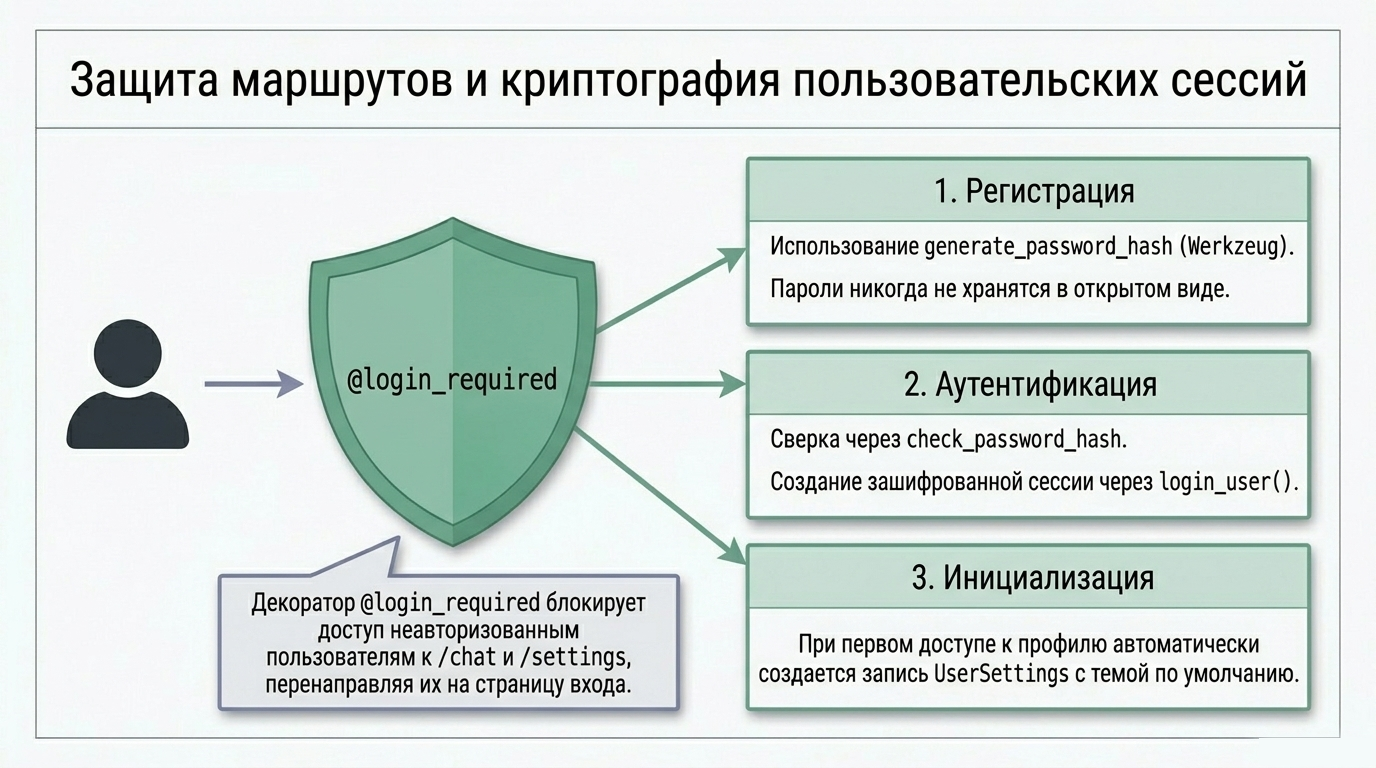 Защита маршрутов и криптография пользовательских сессий
@login_required
Декоратор @login_required блокирует
доступ неавторизованным
пользователям к /chat и /settings,
перенаправляя их на страницу входа.
1. Регистрация
Использование generate_password_hash (Werkzeug).
Пароли никогда не хранятся в открытом виде.
2. Аутентификация
Сверка через check_password_hash.
Создание зашифрованной сессии через login_user().
3. Инициализация
При первом доступе к профилю автоматически
создается запись UserSettings с темой по умолчанию.